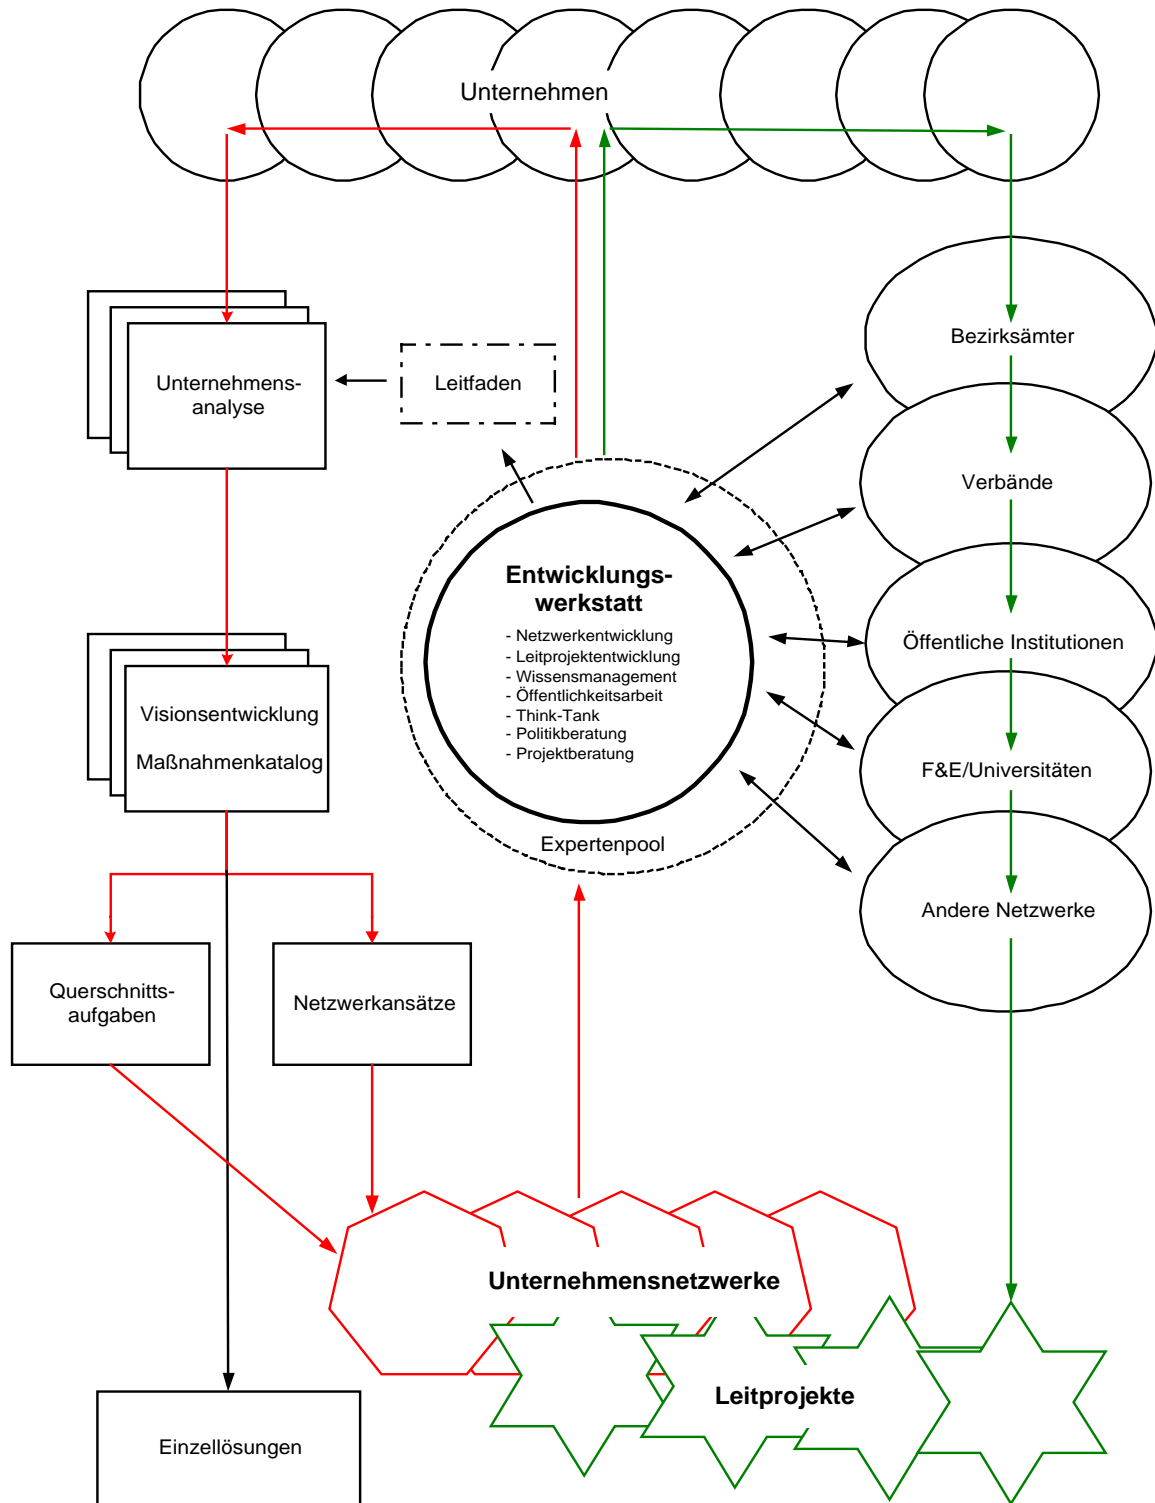 Unternehmen
Unternehmens-
analyse
Leitfaden
Bezirksämter
Verbände
Entwicklungs-
werkstatt
- Netzwerkentwicklung
- Leitprojektentwicklung
- Wissensmanagement
- Öffentlichkeitsarbeit
- Think-Tank
- Politikberatung
- Projektberatung
Expertenpool
Öffentliche Institutionen
F&E/Universitäten
Andere Netzwerke
Visionsentwicklung
Maßnahmenkatalog
Querschnitts-
aufgaben
Netzwerkansätze
Unternehmensnetzwerke
Leitprojekte
Einzellösungen